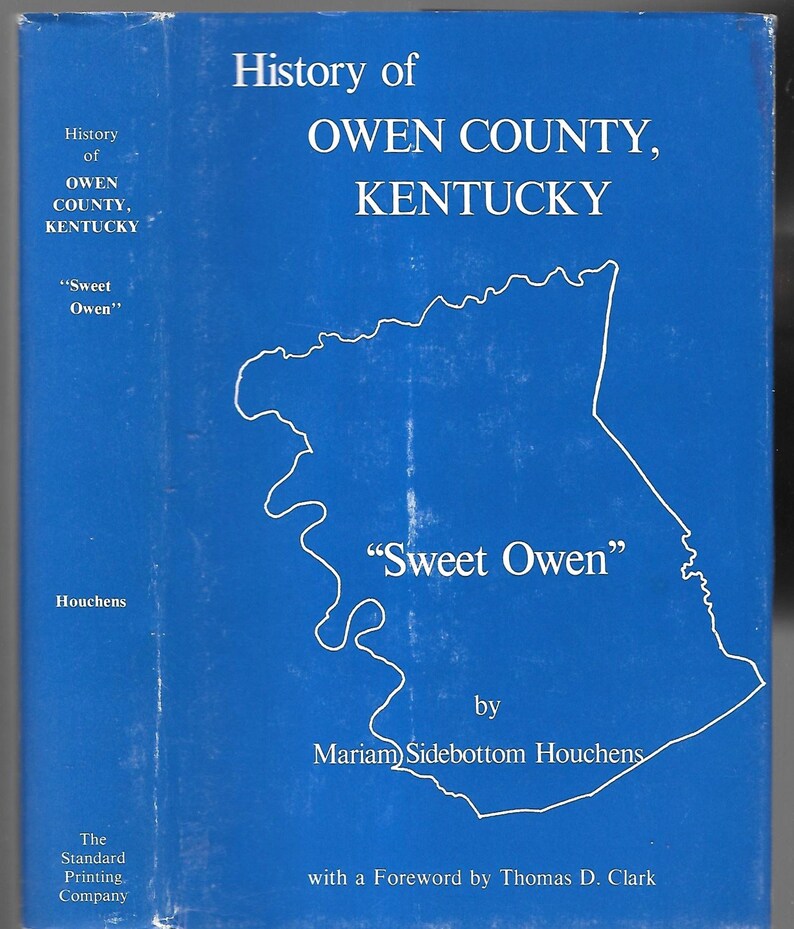 History
of
OWEN
COUNTY,
KENTUCKY
“Sweet
Owen”
Houchens
The
Standard
Printing
Company
History of
OWEN COUNTY,
KENTUCKY
“Sweet Owen”
by
Mariam Sidebottom Houchens
with a Foreword by Thomas D. Clark